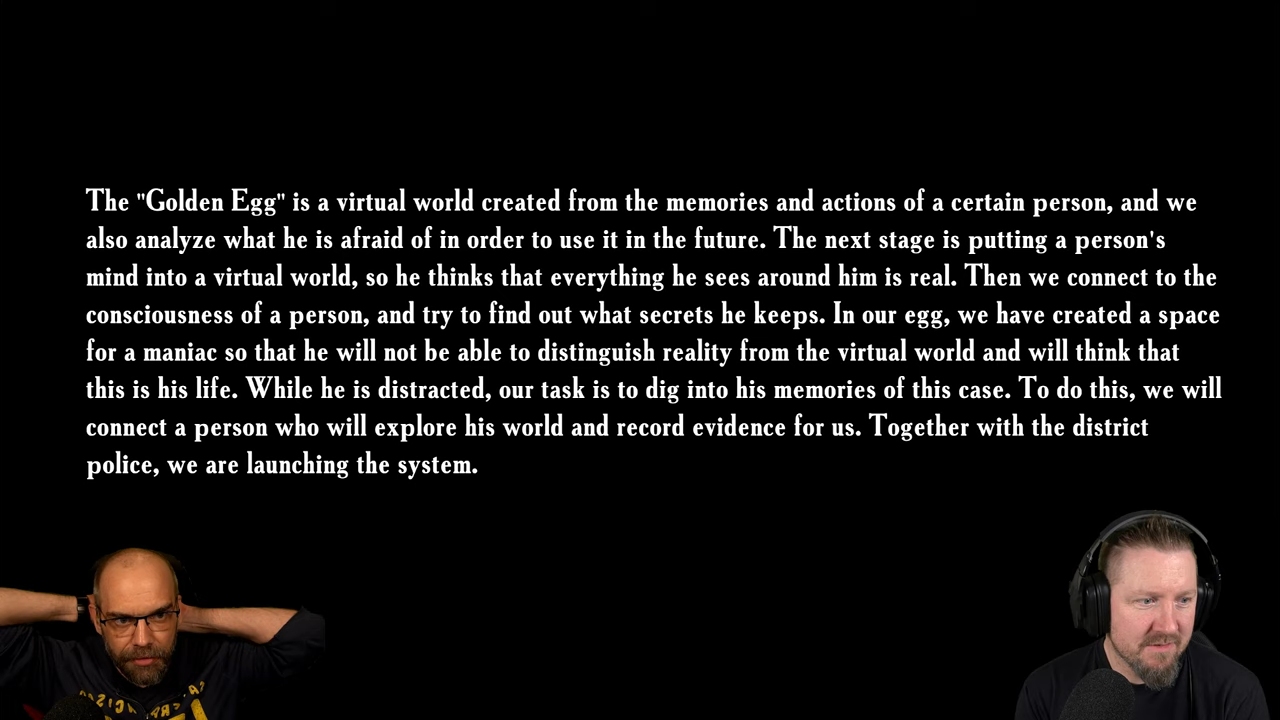 The "Golden Egg" is a virtual world created from the memories and actions of a certain person, and we
also analyze what he is afraid of in order to use it in the future. The next stage is putting a person's
mind into a virtual world, so he thinks that everything he sees around him is real. Then we connect to the
consciousness of a person, and try to find out what secrets he keeps. In our egg, we have created a space
for a maniac so that he will not be able to distinguish reality from the virtual world and will think that
this is his life. While he is distracted, our task is to dig into his memories of this case. To do this, we will
connect a person who will explore his world and record evidence for us. Together with the district
police, we are launching the system.